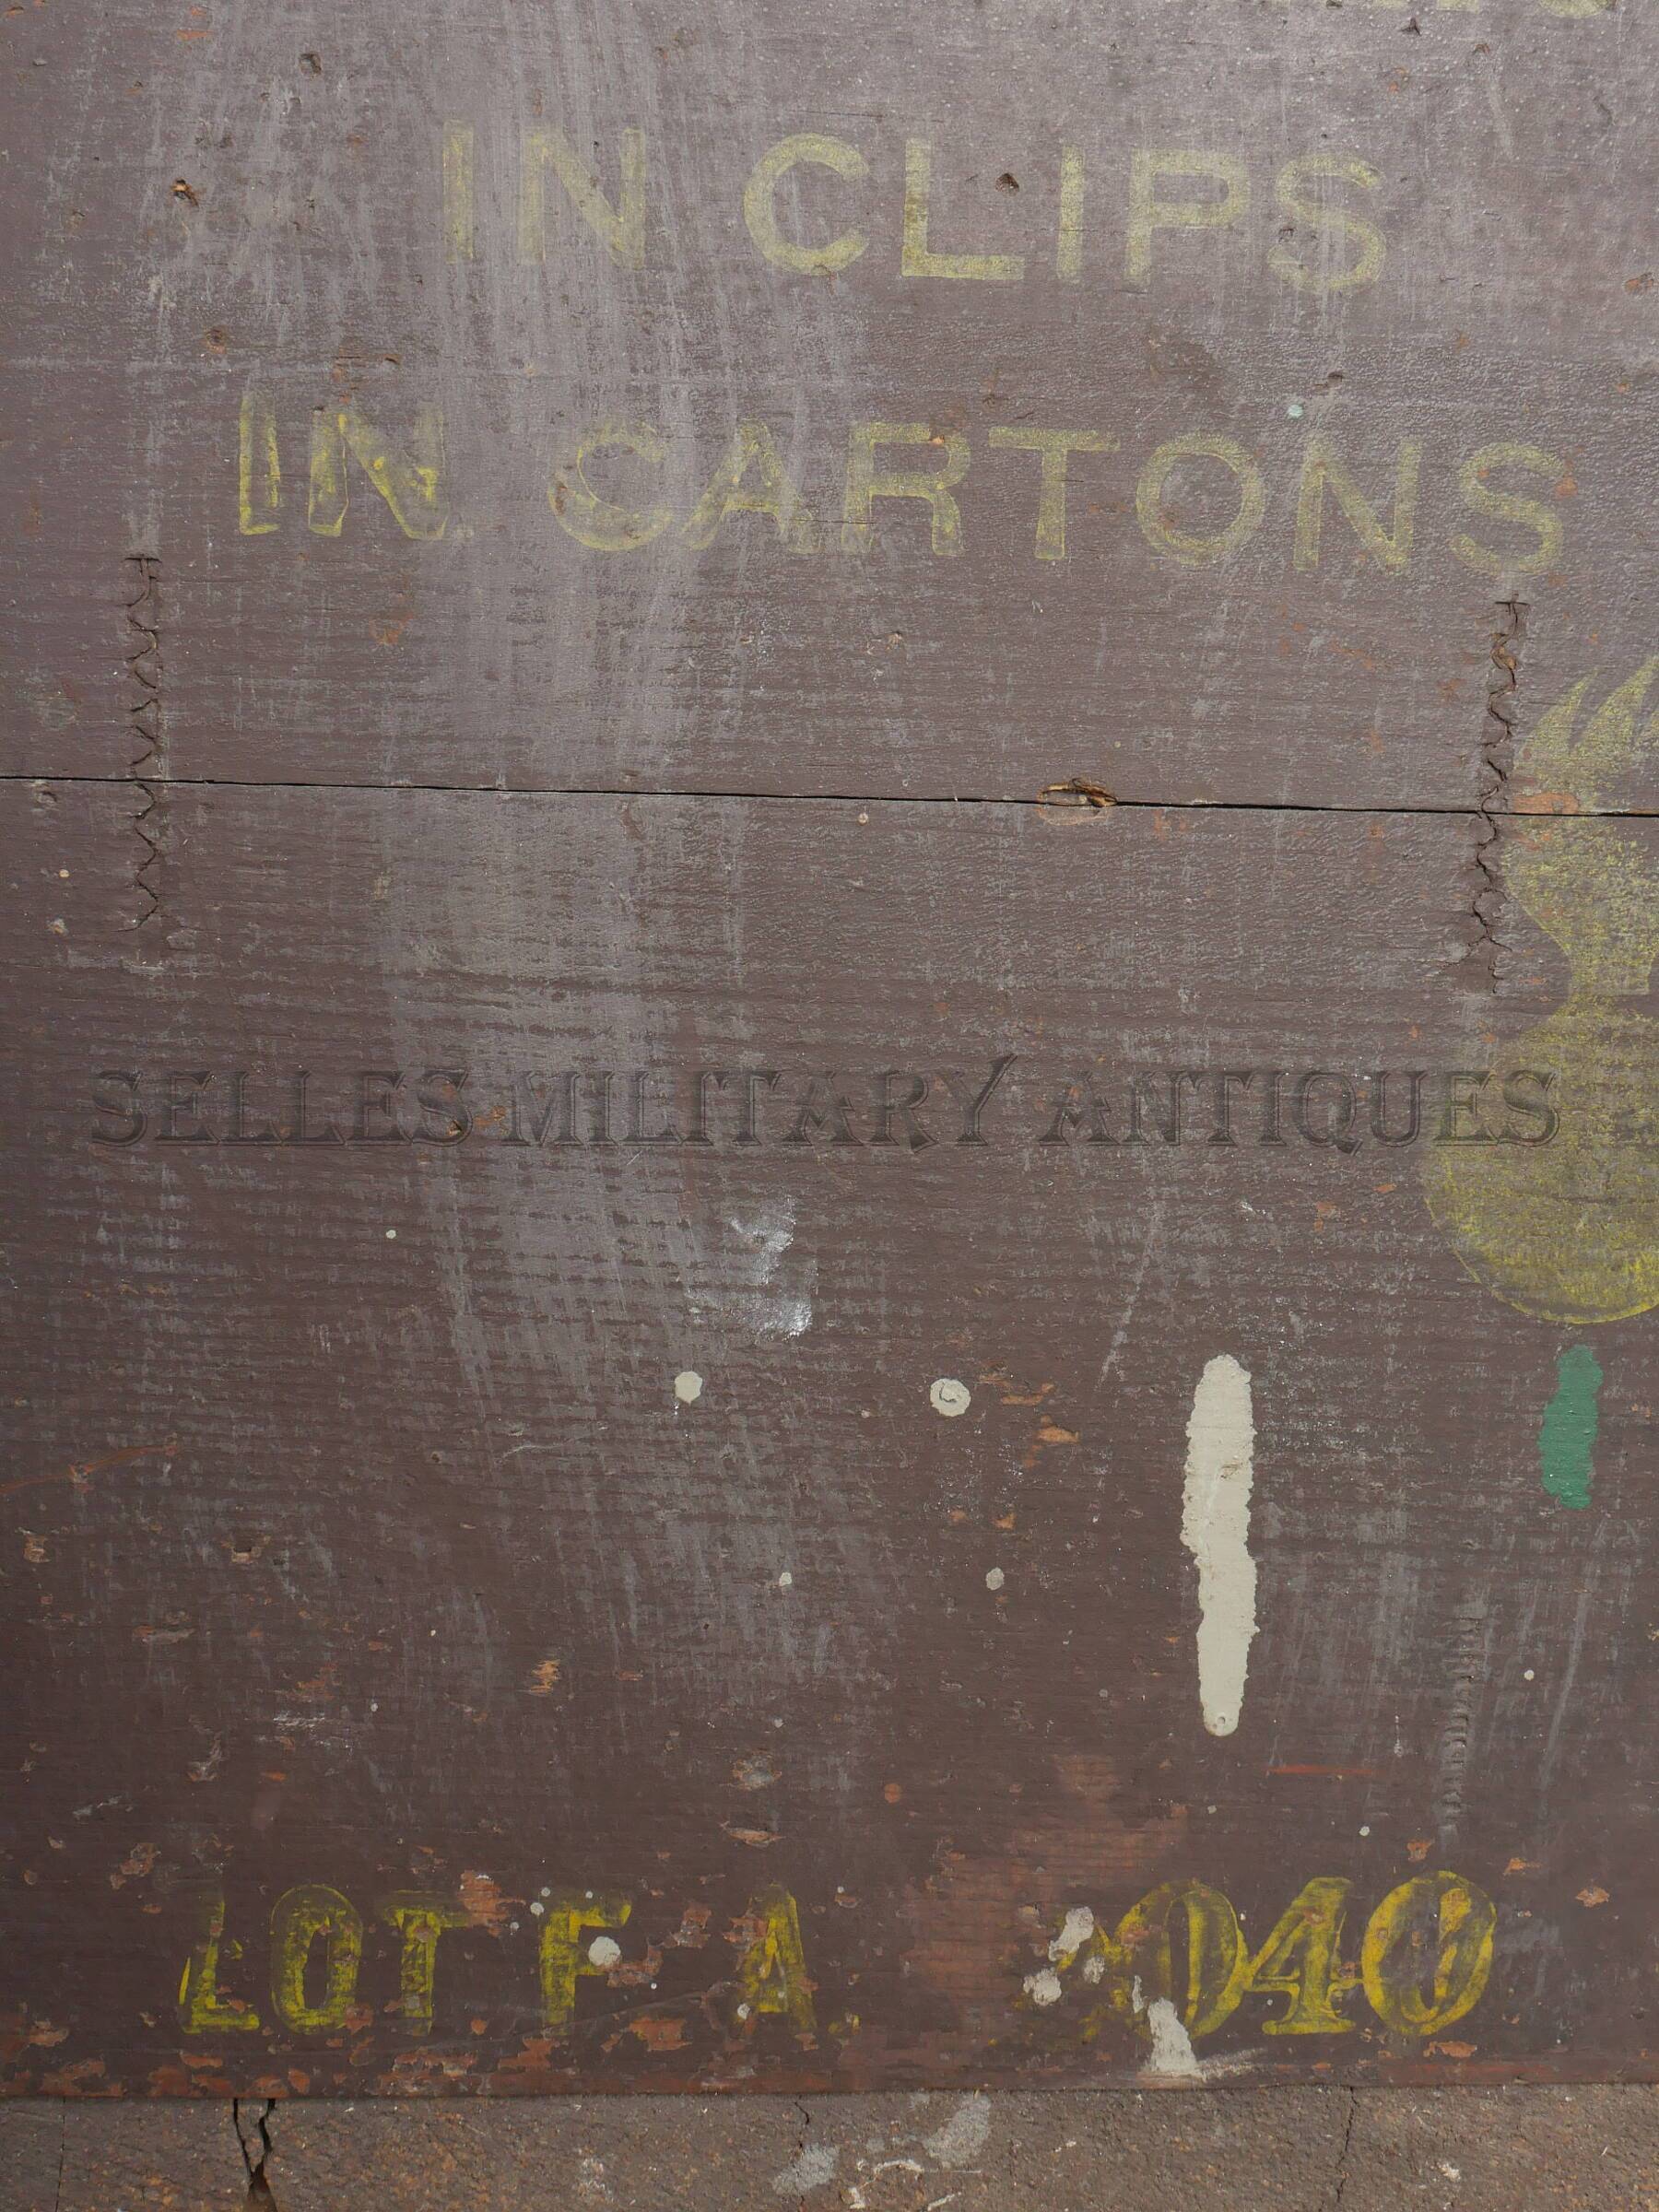 IN CLIPS
IN CARTONS
SELLES MILITARY ANTIQUES
LOT F A 040